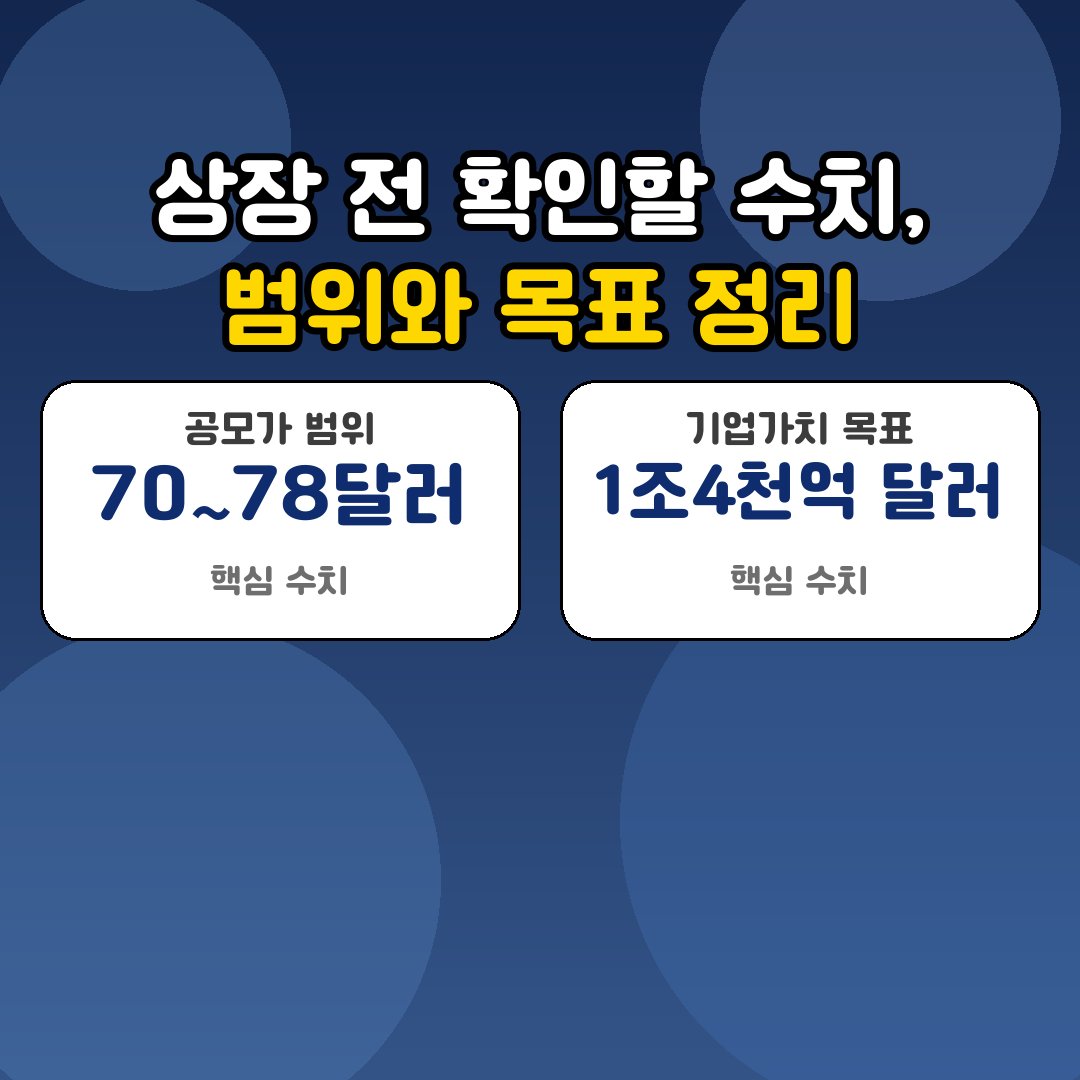 상장 전 확인할 수치,
범위와 목표 정리
공모가 범위
70~78달러
핵심 수치
기업가치 목표
1조4천억 달러
핵심 수치